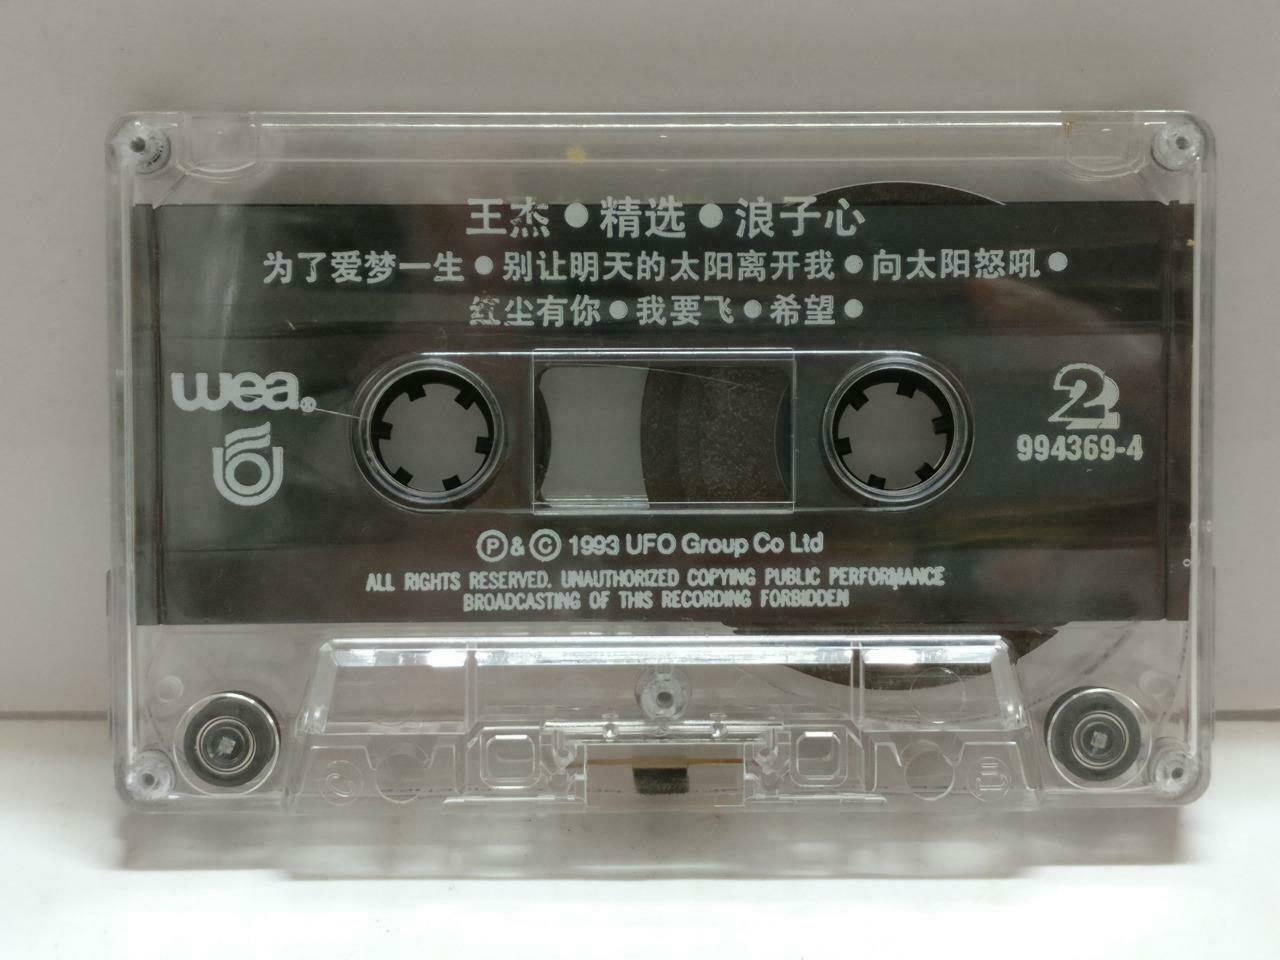 王杰●精选●浪子心
为了爱梦一生●别让明天的太阳离开我●向太阳怒吼●
红尘有你●我要飞●希望●
wea.
2
994369-4
Ⓟ & © 1993 UFO Group Co Ltd
ALL RIGHTS RESERVED. UNAUTHORIZED COPYING PUBLIC PERFORMANCE
BROADCASTING OF THIS RECORDING FORBIDDEN